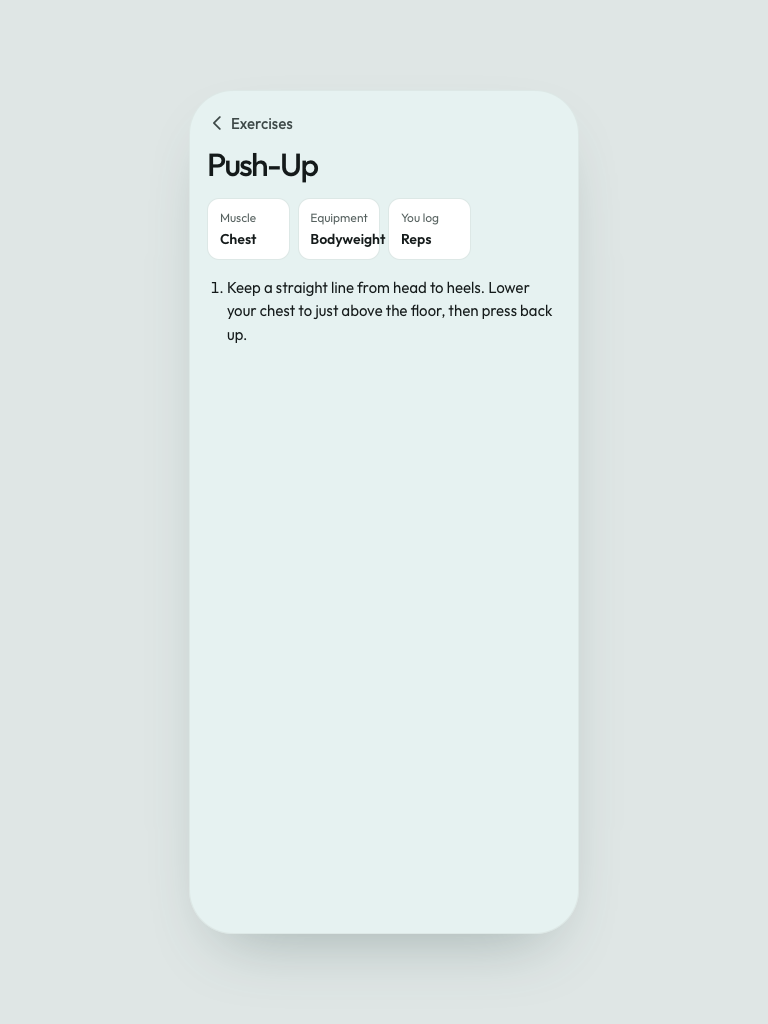 Exercises
Push-Up
Muscle
Chest
Equipment
Bodyweight
You log
Reps
1. Keep a straight line from head to heels. Lower
your chest to just above the floor, then press back
up.